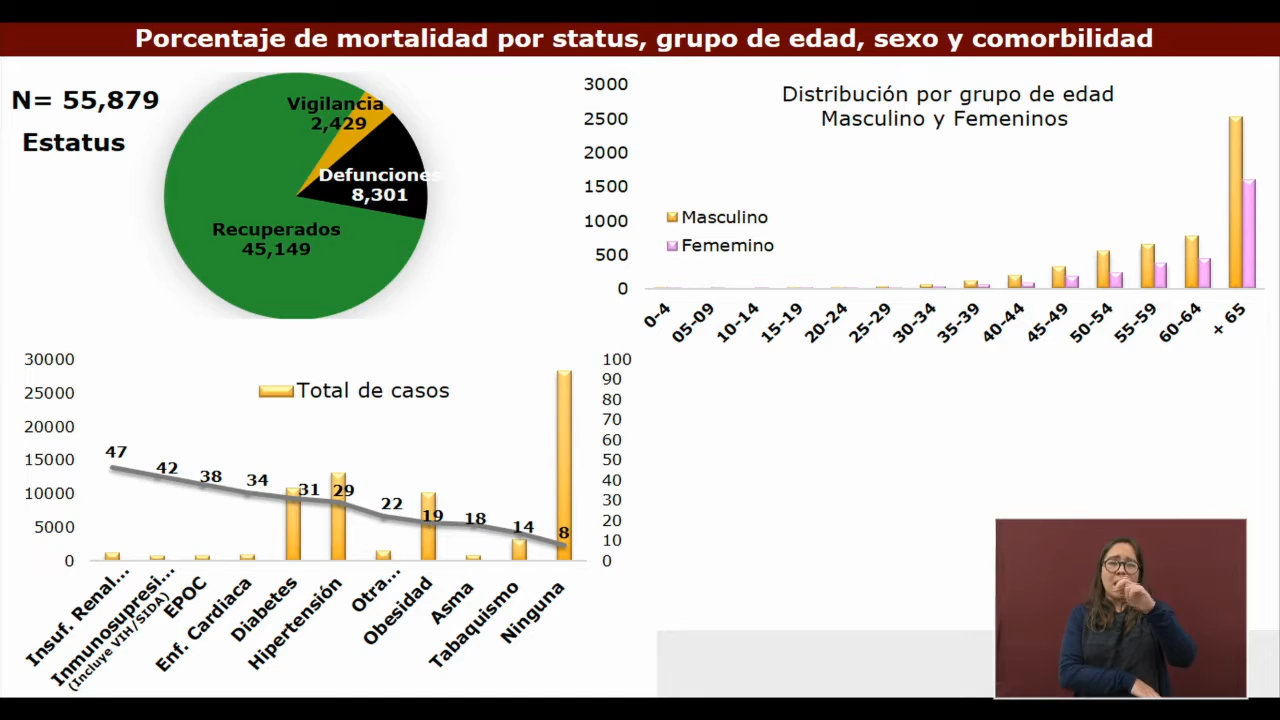 Porcentaje de mortalidad por status, grupo de edad, sexo y comorbilidad
N= 55,879
Estatus
Vigilancia
2,429
Defunciones
8,301
Recuperados
45,149
Distribución por grupo de edad
Masculino y Femeninos
3000
2500
2000
1500
1000
500
0
Masculino
Fememino
0-4
05-09
10-14
15-19
20-24
25-29
30-34
35-39
40-44
45-49
50-54
55-59
60-64
+ 65
30000
25000
20000
15000
10000
5000
0
Total de casos
100
90
80
70
60
50
40
30
20
10
0
47
42
38
34
31
29
22
19
18
14
8
Insuf. Renal...
Inmunosupresi...
(Incluye VIH/SIDA)
EPOC
Enf. Cardiaca
Diabetes
Hipertensión
Otra...
Obesidad
Asma
Tabaquismo
Ninguna